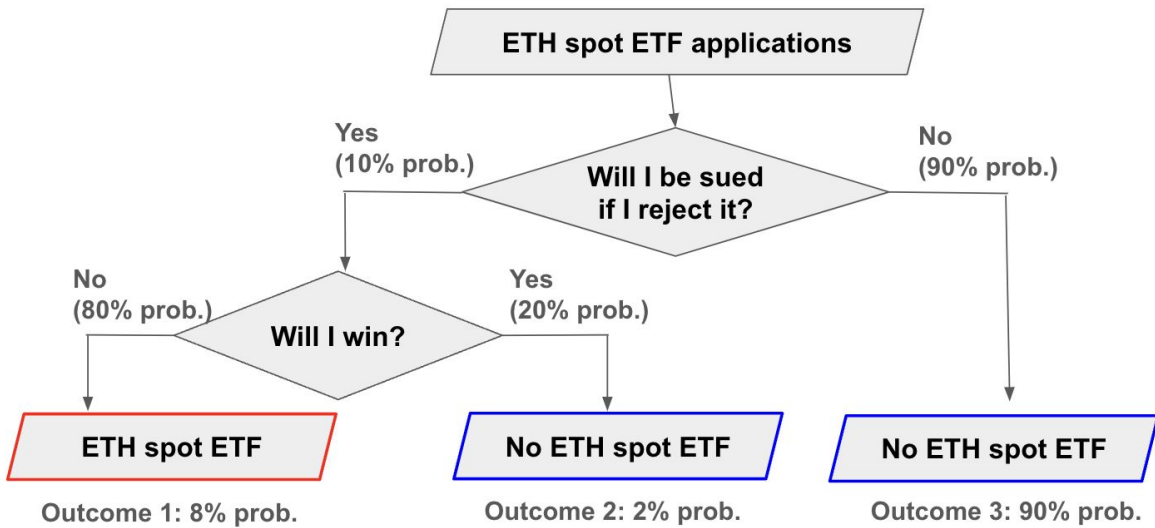 ETH spot ETF applications
Yes
(10% prob.)
No
(90% prob.)
Will I be sued
if I reject it?
No
(80% prob.)
Yes
(20% prob.)
Will I win?
ETH spot ETF
No ETH spot ETF
No ETH spot ETF
Outcome 1: 8% prob.
Outcome 2: 2% prob.
Outcome 3: 90% prob.